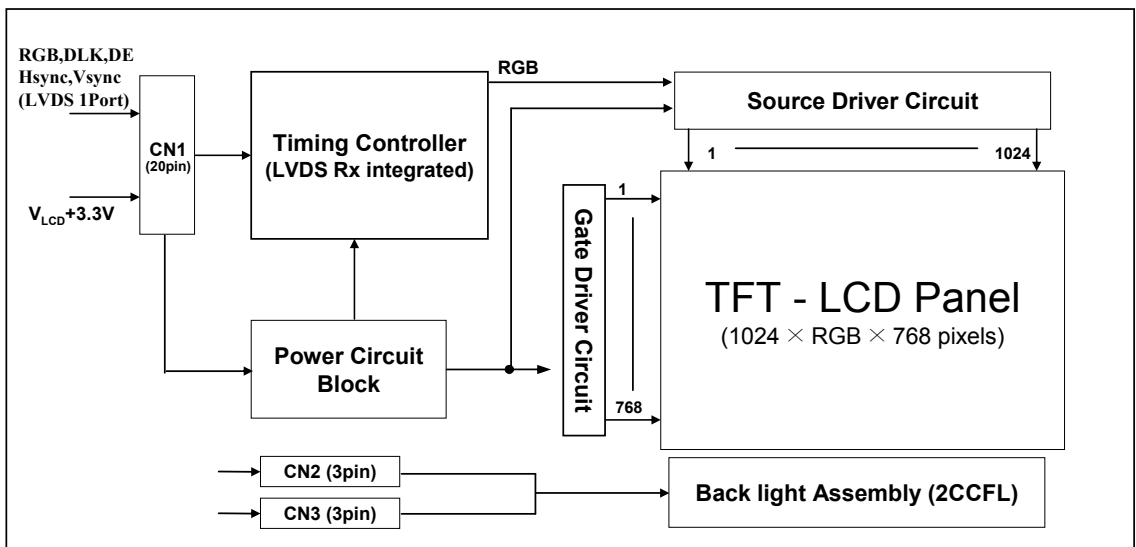 RGB,DLK,DE
Hsync,Vsync
(LVDS 1Port)
CN1
(20pin)
VLCD+3.3V
Timing Controller
(LVDS Rx integrated)
RGB
Source Driver Circuit
1
1024
Gate Driver Circuit
1
768
TFT - LCD Panel
(1024 × RGB × 768 pixels)
Power Circuit
Block
CN2 (3pin)
CN3 (3pin)
Back light Assembly (2CCFL)